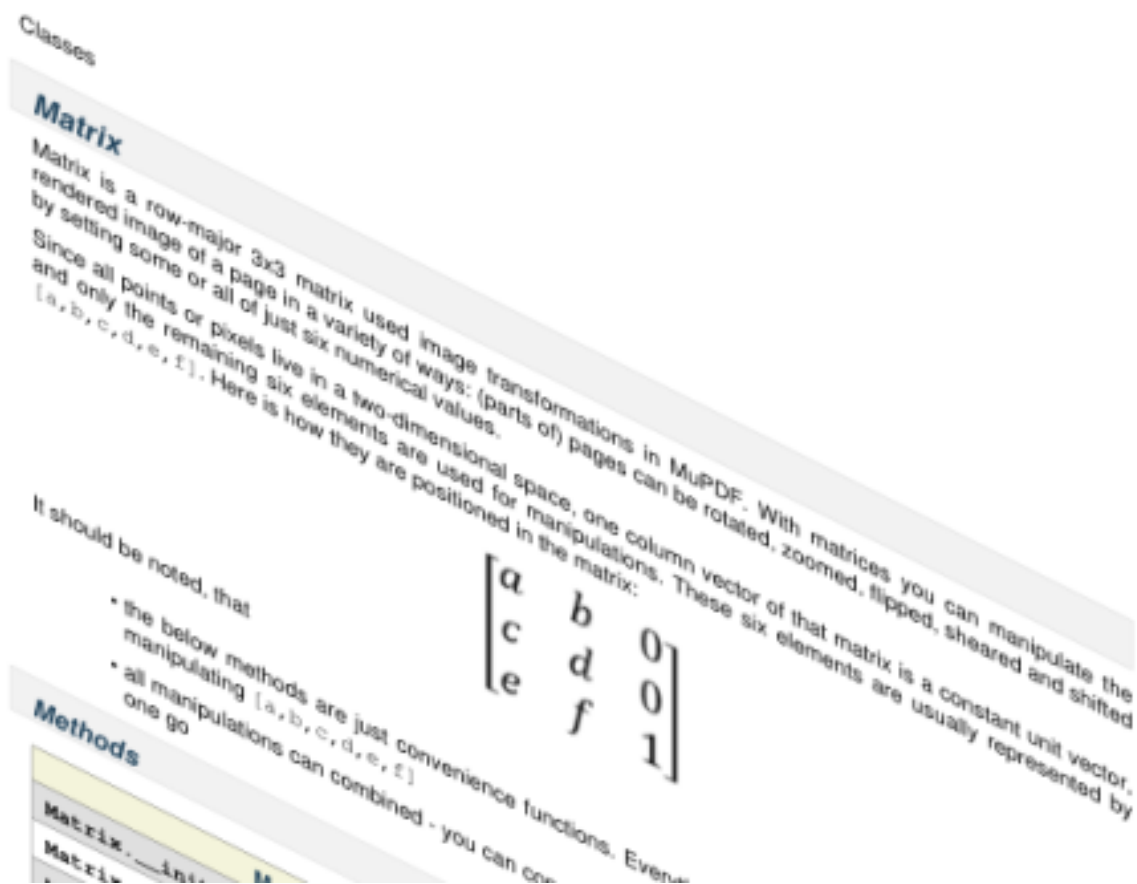 Classes
Matrix
Matrix is a row-major 3x3 matrix used image transformations in MuPDF. With matrices you can manipulate the
rendered image of a page in a variety of ways: (parts of) pages can be rotated, zoomed, flipped, sheared and shifted
by setting some or all of just six numerical values.
Since all points or pixels live in a two-dimensional space, one column vector of that matrix is a constant unit vector,
and only the remaining six elements are used for manipulations. These six elements are usually represented by
[a,b,c,d,e,f]. Here is how they are positioned in the matrix:
a b 0
c d 0
e f 1
It should be noted, that
• the below methods are just convenience functions.
manipulating [a,b,c,d,e,f]
• all manipulations can combined - you can
one go
Methods
Matrix.__init
Matrix.